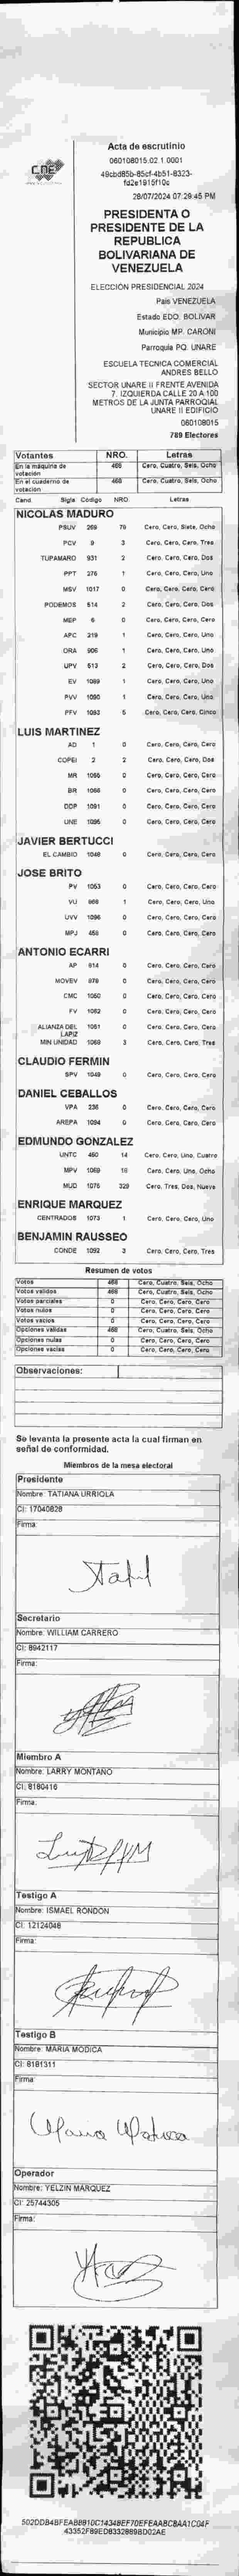 CNE
Acta de escrutinio
060108015.02.1.0001
49cbd85b-85cf-4b51-8323-
fd2e1915f10c
28/07/2024 07:29:45 PM
PRESIDENTA O
PRESIDENTE DE LA
REPUBLICA
BOLIVARIANA DE
VENEZUELA
ELECCIÓN PRESIDENCIAL 2024
País VENEZUELA
Estado EDO. BOLIVAR
Municipio MP. CARONI
Parroquia PQ. UNARE
ESCUELA TECNICA COMERCIAL
ANDRES BELLO
SECTOR UNARE II FRENTE AVENIDA
7. IZQUIERDA CALLE 20 A 100
METROS DE LA JUNTA PARROQUIAL
UNARE II EDIFICIO
060108015
789 Electores
Votantes NRO. Letras
En la máquina de votación 468 Cero, Cuatro, Seis, Ocho
En el cuaderno de votación 468 Cero, Cuatro, Seis, Ocho
Cand. Sigla Código NRO. Letras
NICOLAS MADURO
PSUV 269 78 Cero, Cero, Siete, Ocho
PCV 9 3 Cero, Cero, Cero, Tres
TUPAMARO 931 2 Cero, Cero, Cero, Dos
PPT 276 1 Cero, Cero, Cero, Uno
MSV 1017 0 Cero, Cero, Cero, Cero
PODEMOS 514 2 Cero, Cero, Cero, Dos
MEP 6 0 Cero, Cero, Cero, Cero
APC 219 1 Cero, Cero, Cero, Uno
ORA 906 1 Cero, Cero, Cero, Uno
UPV 613 2 Cero, Cero, Cero, Dos
EV 1089 1 Cero, Cero, Cero, Uno
PVV 1090 1 Cero, Cero, Cero, Uno
PFV 1093 5 Cero, Cero, Cero, Cinco
LUIS MARTINEZ
AD 1 0 Cero, Cero, Cero, Cero
COPEI 2 2 Cero, Cero, Cero, Dos
MR 1055 0 Cero, Cero, Cero, Cero
BR 1068 0 Cero, Cero, Cero, Cero
DDP 1091 0 Cero, Cero, Cero, Cero
UNE 1095 0 Cero, Cero, Cero, Cero
JAVIER BERTUCCI
EL CAMBIO 1048 0 Cero, Cero, Cero, Cero
JOSE BRITO
PV 1053 0 Cero, Cero, Cero, Cero
VU 868 1 Cero, Cero, Cero, Uno
UVV 1096 0 Cero, Cero, Cero, Cero
MPJ 458 0 Cero, Cero, Cero, Cero
ANTONIO ECARRI
AP 914 0 Cero, Cero, Cero, Cero
MOVEV 978 0 Cero, Cero, Cero, Cero
CMC 1050 0 Cero, Cero, Cero, Cero
FV 1052 0 Cero, Cero, Cero, Cero
ALIANZA DEL LAPIZ 1051 0 Cero, Cero, Cero, Cero
MIN UNIDAD 1069 3 Cero, Cero, Cero, Tres
CLAUDIO FERMIN
SPV 1049 0 Cero, Cero, Cero, Cero
DANIEL CEBALLOS
VPA 236 0 Cero, Cero, Cero, Cero
AREPA 1094 0 Cero, Cero, Cero, Cero
EDMUNDO GONZALEZ
UNTC 460 14 Cero, Cero, Uno, Cuatro
MPV 1069 18 Cero, Cero, Uno, Ocho
MUD 1076 329 Cero, Tres, Dos, Nueve
ENRIQUE MARQUEZ
CENTRADOS 1073 1 Cero, Cero, Cero, Uno
BENJAMIN RAUSSEO
CONDE 1092 3 Cero, Cero, Cero, Tres
Resumen de votos
Votos 468 Cero, Cuatro, Seis, Ocho
Votos válidos 468 Cero, Cuatro, Seis, Ocho
Votos parciales 0 Cero, Cero, Cero, Cero
Votos nulos 0 Cero, Cero, Cero, Cero
Votos vacíos 0 Cero, Cero, Cero, Cero
Opciones válidas 468 Cero, Cuatro, Seis, Ocho
Opciones nulas 0 Cero, Cero, Cero, Cero
Opciones vacías 0 Cero, Cero, Cero, Cero
Observaciones:
Se levanta la presente acta la cual firman en
señal de conformidad.
Miembros de la mesa electoral
Presidente
Nombre: TATIANA URRIOLA
CI: 17040828
Firma:
Secretario
Nombre: WILLIAM CARRERO
CI: 8942117
Firma:
Miembro A
Nombre: LARRY MONTANO
CI: 8180416
Firma:
Testigo A
Nombre: ISMAEL RONDON
CI: 12124048
Firma:
Testigo B
Nombre: MARIA MODICA
CI: 8181311
Firma:
Maria Modica
Operador
Nombre: YELZIN MARQUEZ
CI: 25744305
Firma: